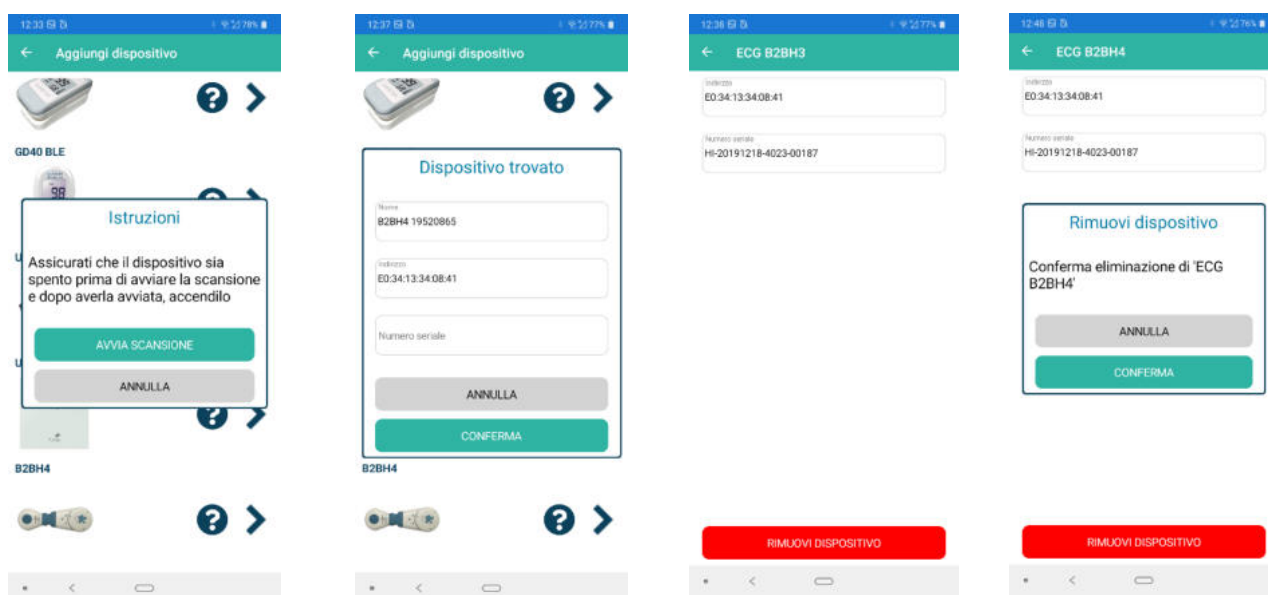 12:33
78%
Aggiungi dispositivo
98
GD40 BLE
98
Istruzioni
U
Assicurati che il dispositivo sia
spento prima di avviare la scansione
e dopo averla avviata, accendilo
AVVIA SCANSIONE
U
ANNULLA
B2BH4
12:37
77%
Aggiungi dispositivo
Dispositivo trovato
Nome
B2BH4 19520865
Indirizzo
E0:34:13:34:08:41
Numero seriale
ANNULLA
CONFERMA
B2BH4
12:38
77%
ECG B2BH3
Indirizzo
E0:34:13:34:08:41
Numero seriale
HI-20191218-4023-00187
RIMUOVI DISPOSITIVO
12:48
76%
ECG B2BH4
Indirizzo
E0:34:13:34:08:41
Numero seriale
HI-20191218-4023-00187
Rimuovi dispositivo
Conferma eliminazione di 'ECG
B2BH4'
ANNULLA
CONFERMA
RIMUOVI DISPOSITIVO